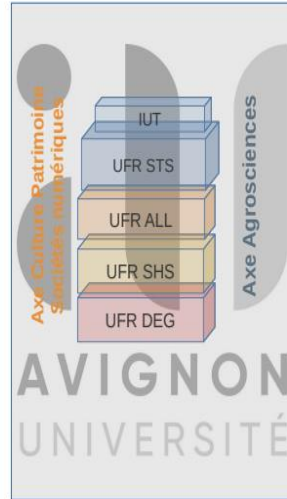 Axe Culture Patrimoine
Sociétés numériques
IUT
UFR STS
UFR ALL
UFR SHS
UFR DEG
Axe Agrosciences
AVIGNON
UNIVERSITÉ